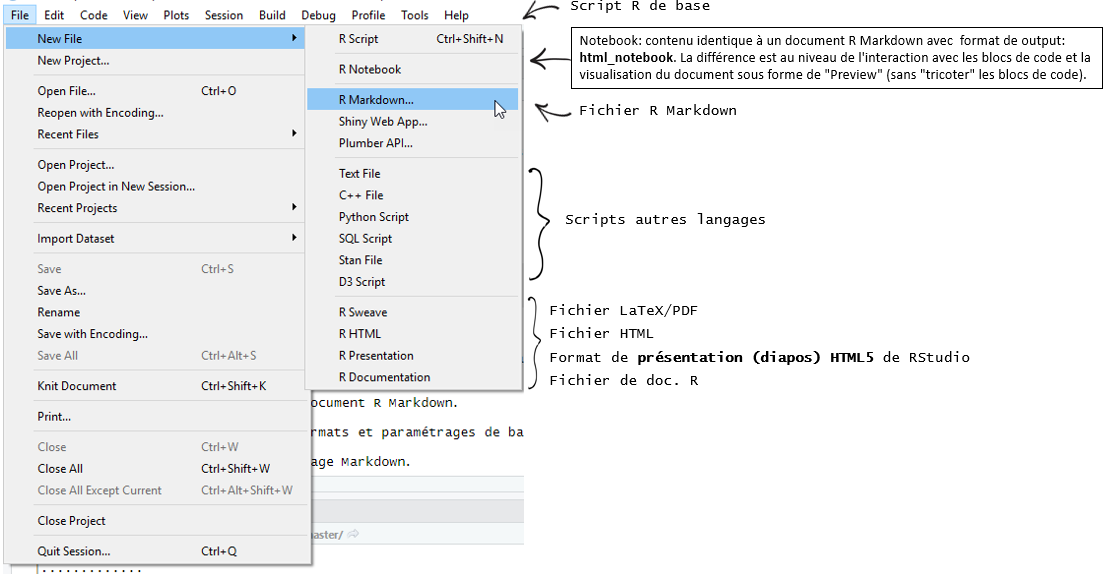 File Edit Code View Plots Session Build Debug Profile Tools Help
Script R de base
New File
New Project...
Open File... Ctrl+O
Reopen with Encoding...
Recent Files
Open Project...
Open Project in New Session...
Recent Projects
Import Dataset
Save Ctrl+S
Save As...
Rename
Save with Encoding...
Save All Ctrl+Alt+S
Knit Document Ctrl+Shift+K
Print...
Close Ctrl+W
Close All Ctrl+Shift+W
Close All Except Current Ctrl+Alt+Shift+W
Close Project
Quit Session... Ctrl+Q
R Script Ctrl+Shift+N
R Notebook
R Markdown...
Shiny Web App...
Plumber API...
Text File
C++ File
Python Script
SQL Script
Stan File
D3 Script
R Sweave
R HTML
R Presentation
R Documentation
Notebook: contenu identique à un document R Markdown avec format de output:
html_notebook. La différence est au niveau de l'interaction avec les blocs de code et la
visualisation du document sous forme de "Preview" (sans "tricoter" les blocs de code).
Fichier R Markdown
Scripts autres langages
Fichier LaTeX/PDF
Fichier HTML
Format de présentation (diapos) HTML5 de RStudio
Fichier de doc. R
ocument R Markdown.
rmats et paramétrages de ba
age Markdown.
master/